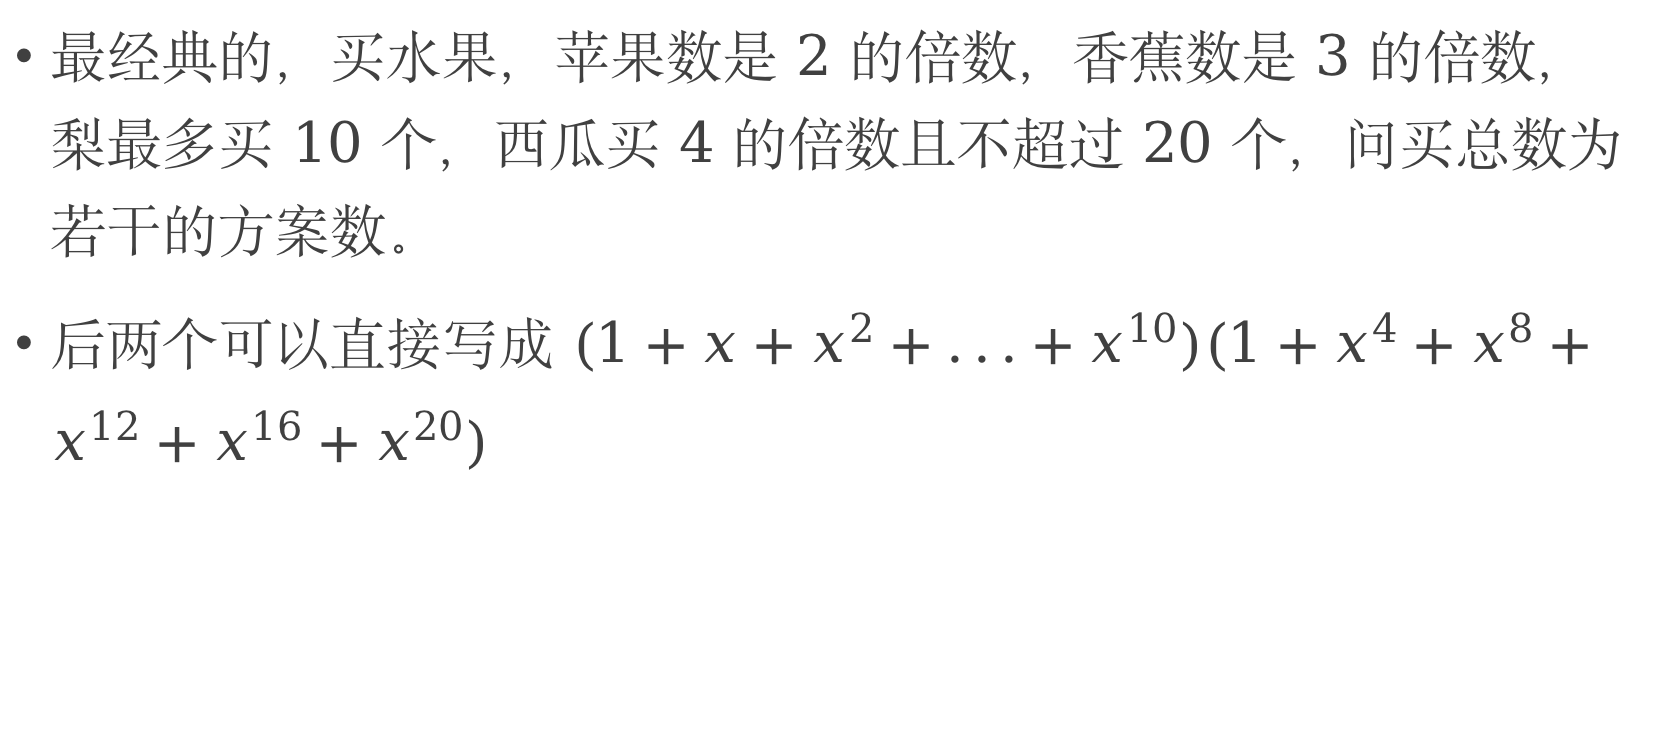 • 最经典的，买水果，苹果数是 2 的倍数，香蕉数是 3 的倍数，
梨最多买 10 个，西瓜买 4 的倍数且不超过 20 个，问买总数为
若干的方案数。
• 后两个可以直接写成 (1 + x + x² + . . . + x¹⁰)(1 + x⁴ + x⁸ +
x¹² + x¹⁶ + x²⁰)